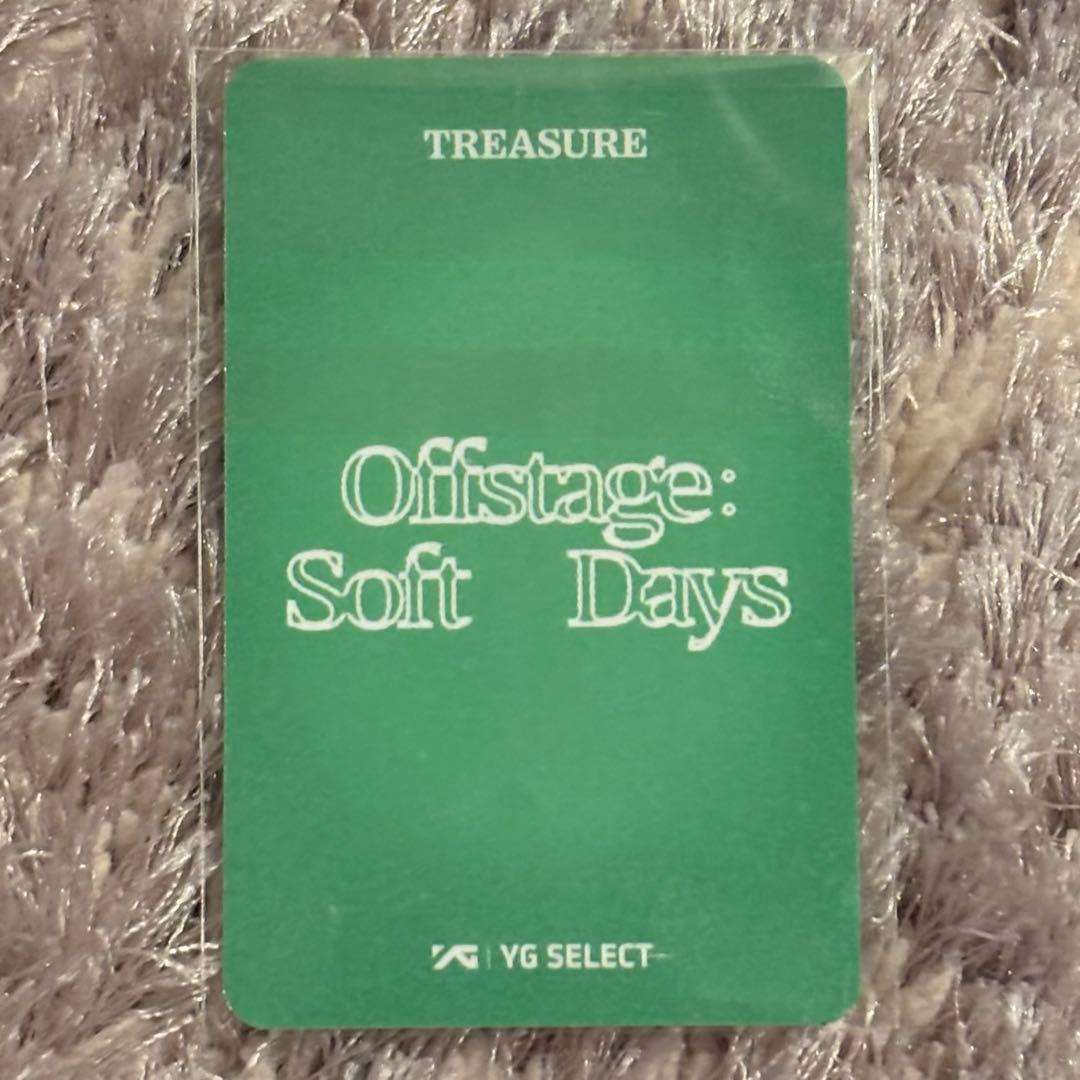 TREASURE
Offstage:
Soft Days
YG | YG SELECT